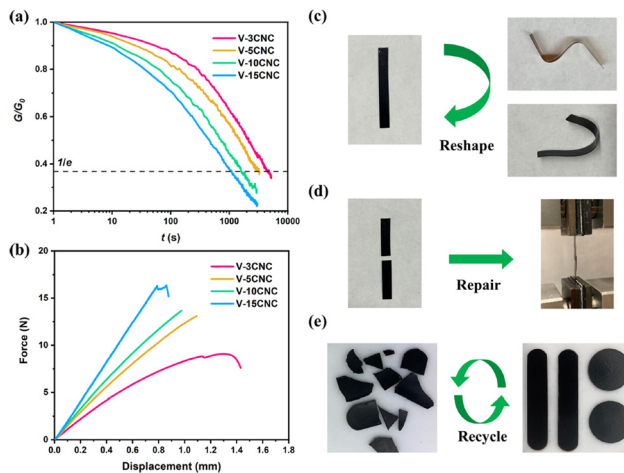 (a)
V-3CNC
V-5CNC
V-10CNC
V-15CNC
G/G₀
1.0
0.8
0.6
0.4
0.2
1/e
1 10 100 1000 10000
t (s)
(b)
V-3CNC
V-5CNC
V-10CNC
V-15CNC
Force (N)
20
15
10
5
0
0.0 0.2 0.4 0.6 0.8 1.0 1.2 1.4 1.6 1.8
Displacement (mm)
(c)
Reshape
(d)
Repair
(e)
Recycle